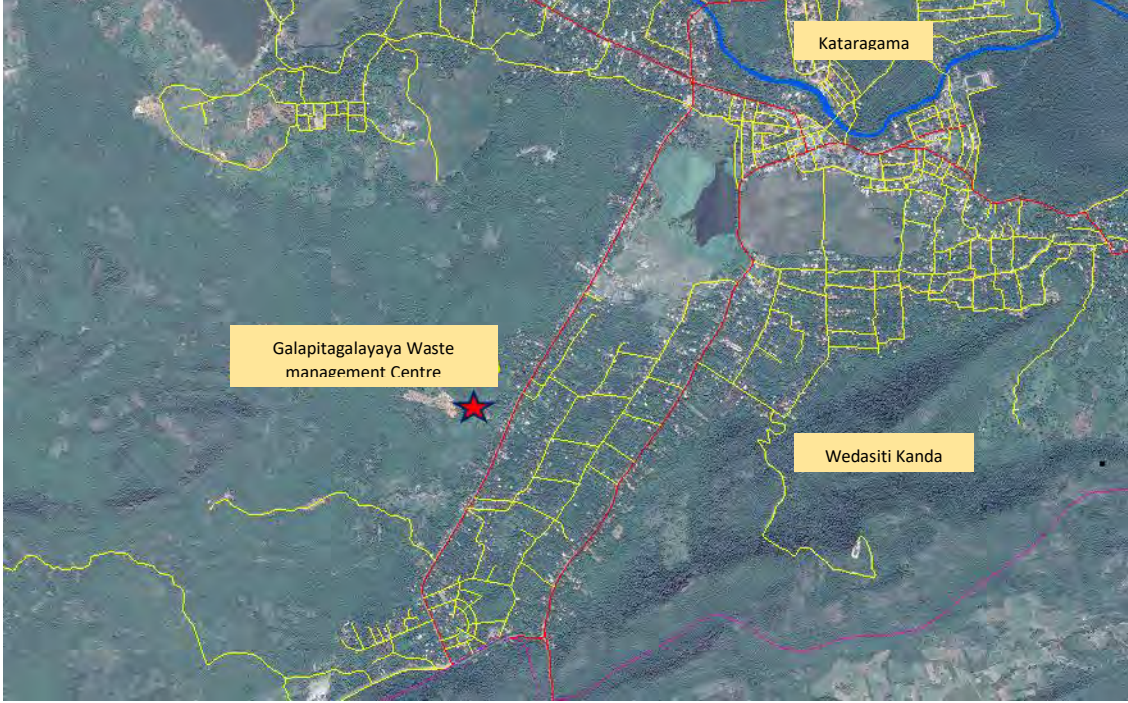 Kataragama
Galapitagalayaya Waste
management Centre
Wedasiti Kanda